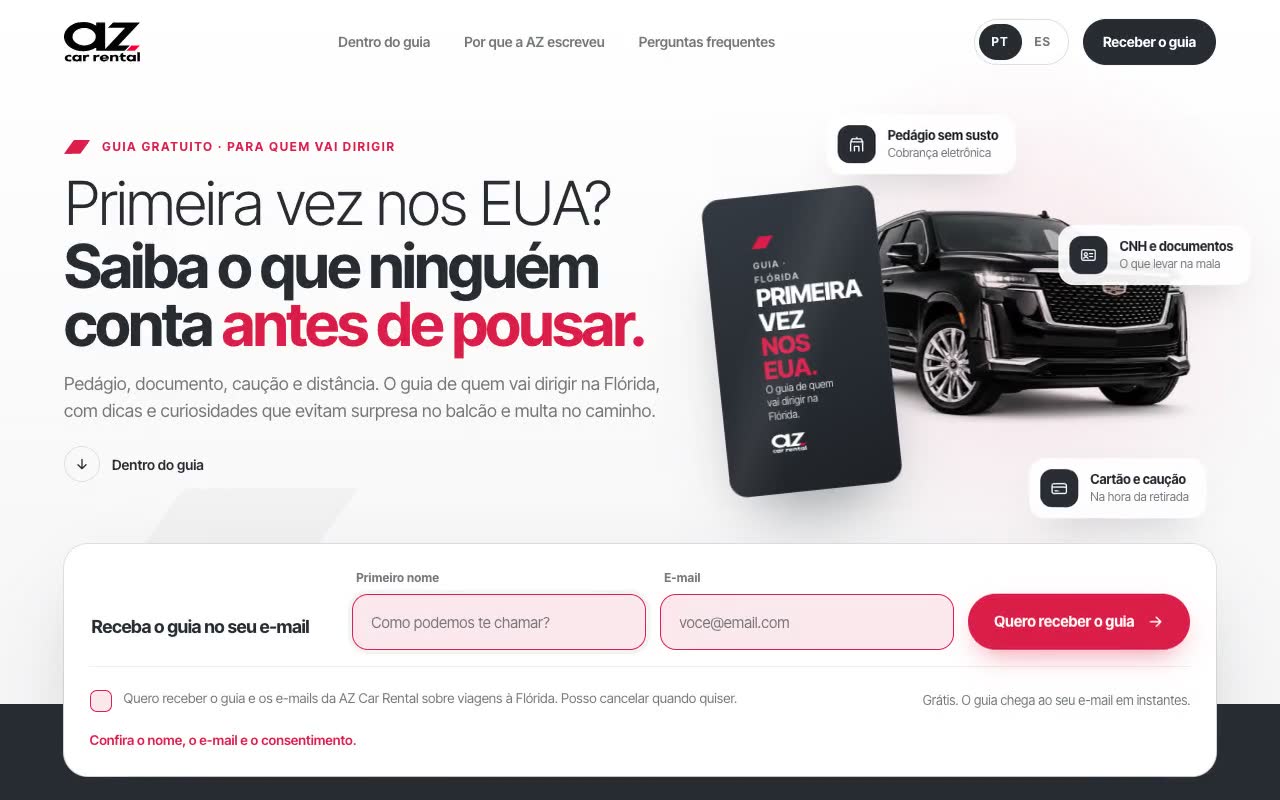 az
car rental
Dentro do guia
Por que a AZ escreveu
Perguntas frequentes
PT
ES
Receber o guia
GUIA GRATUITO · PARA QUEM VAI DIRIGIR
Primeira vez nos EUA?
Saiba o que ninguém
conta antes de pousar.
Pedágio, documento, caução e distância. O guia de quem vai dirigir na Flórida,
com dicas e curiosidades que evitam surpresa no balcão e multa no caminho.
Dentro do guia
Pedágio sem susto
Cobrança eletrônica
GUIA ·
FLÓRIDA
PRIMEIRA
VEZ
NOS
EUA.
O guia de quem
vai dirigir na
Flórida.
az
car rental
CNH e documentos
O que levar na mala
Cartão e caução
Na hora da retirada
Receba o guia no seu e-mail
Primeiro nome
Como podemos te chamar?
E-mail
voce@email.com
Quero receber o guia
Quero receber o guia e os e-mails da AZ Car Rental sobre viagens à Flórida. Posso cancelar quando quiser.
Grátis. O guia chega ao seu e-mail em instantes.
Confira o nome, o e-mail e o consentimento.